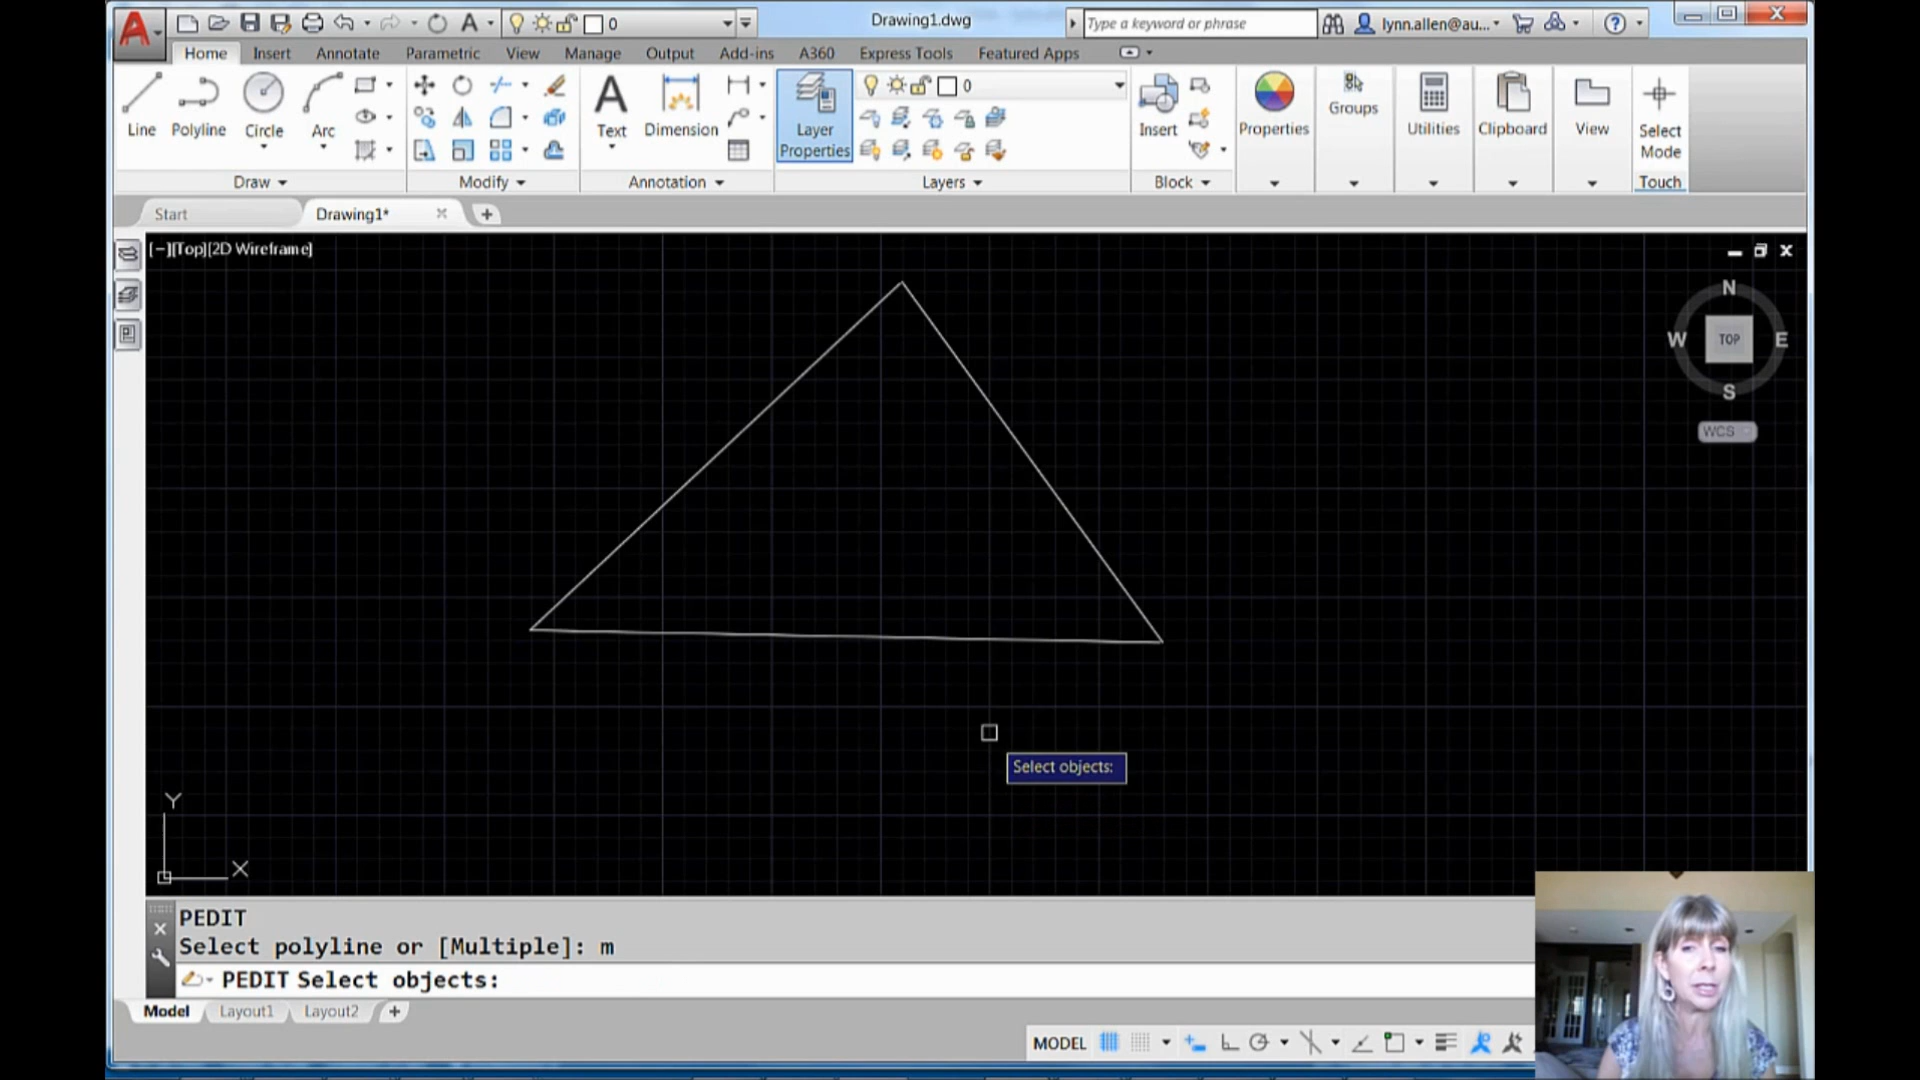 0
Drawing1.dwg
Type a keyword or phrase
lynn.allen@au...
Home Insert Annotate Parametric View Manage Output Add-ins A360 Express Tools Featured Apps
Line Polyline Circle Arc
Text Dimension
Layer Properties
0
Insert
Properties
Groups
Utilities
Clipboard
View
Select Mode
Draw Modify Annotation Layers Block Touch
Start Drawing1*
[−][Top][2D Wireframe]
N
W TOP E
S
WCS
Select objects:
Y
X
PEDIT
Select polyline or [Multiple]: m
PEDIT Select objects:
Model Layout1 Layout2
MODEL